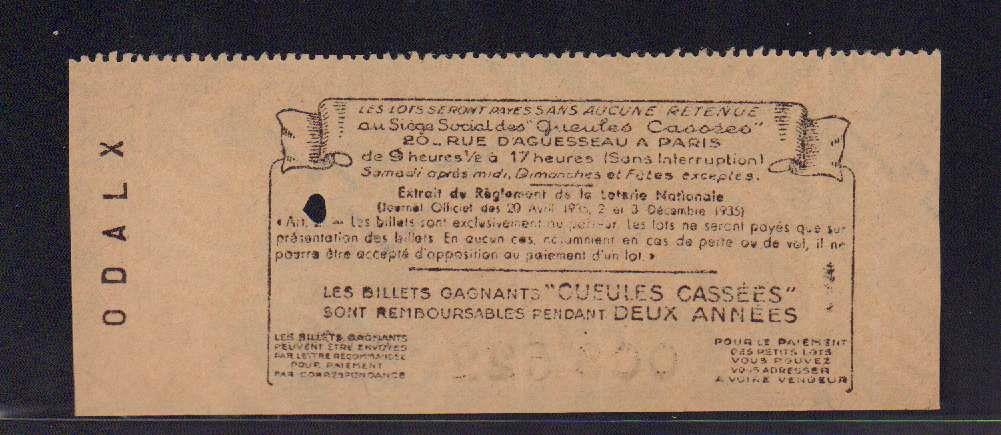 LES LOTS SERONT PAYES SANS AUCUNE RETENUE
au Siège Social des "Gueules Cassées"
20_ RUE D'AGUESSEAU A PARIS
de 9 heures ½ à 17 heures (Sans Interruption)
Samedi après midi, Dimanches et Fêtes exceptés.
Extrait du Règlement de la Loterie Nationale
(Journal Officiel des 20 Avril 1935, 2 et 3 Décembre 1935)
« Art. — Les billets sont exclusivement au porteur. Les lots ne seront payés que sur
présentation des billets. En aucun cas, notamment en cas de perte ou de vol, il ne
pourra être accepté d'opposition au paiement d'un lot »
LES BILLETS GAGNANTS "GUEULES CASSÉES"
SONT REMBOURSABLES PENDANT DEUX ANNÉES
LES BILLETS GAGNANTS
PEUVENT ÊTRE ENVOYÉS
PAR LETTRE RECOMMANDÉE
POUR PAIEMENT
PAR CORRESPONDANCE
POUR LE PAIEMENT
DES PETITS LOTS
VOUS POUVEZ
VOUS ADRESSER
A VOTRE VENDEUR
ODALX